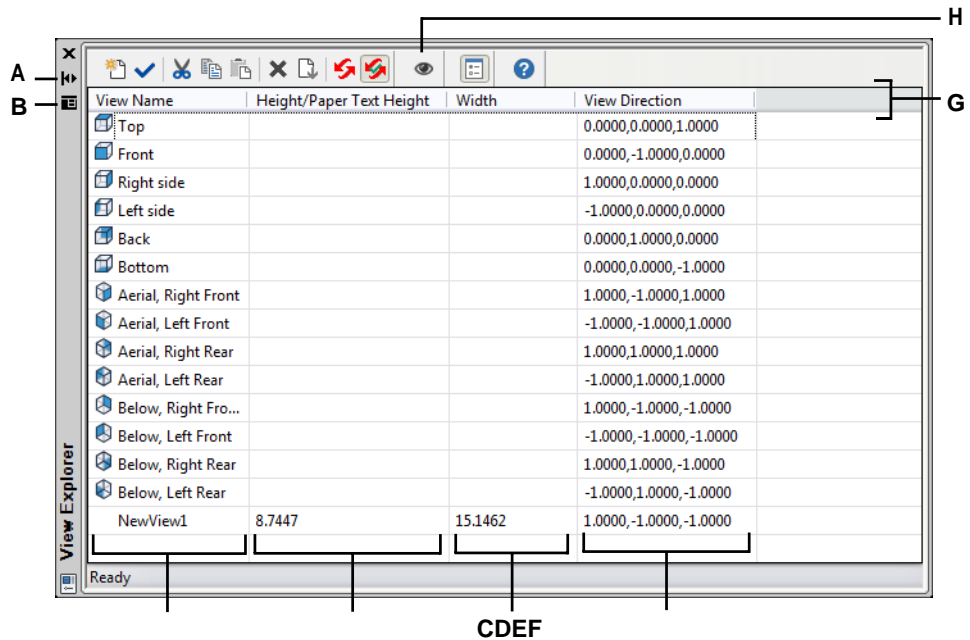 H
A
B
G
View Name Height/Paper Text Height Width View Direction
Top 0.0000,0.0000,1.0000
Front 0.0000,-1.0000,0.0000
Right side 1.0000,0.0000,0.0000
Left side -1.0000,0.0000,0.0000
Back 0.0000,1.0000,0.0000
Bottom 0.0000,0.0000,-1.0000
Aerial, Right Front 1.0000,-1.0000,1.0000
Aerial, Left Front -1.0000,-1.0000,1.0000
Aerial, Right Rear 1.0000,1.0000,1.0000
Aerial, Left Rear -1.0000,1.0000,1.0000
Below, Right Fro... 1.0000,-1.0000,-1.0000
Below, Left Front -1.0000,-1.0000,-1.0000
Below, Right Rear 1.0000,1.0000,-1.0000
Below, Left Rear -1.0000,1.0000,-1.0000
NewView1 8.7447 15.1462 1.0000,-1.0000,-1.0000
View Explorer
Ready
CDEF